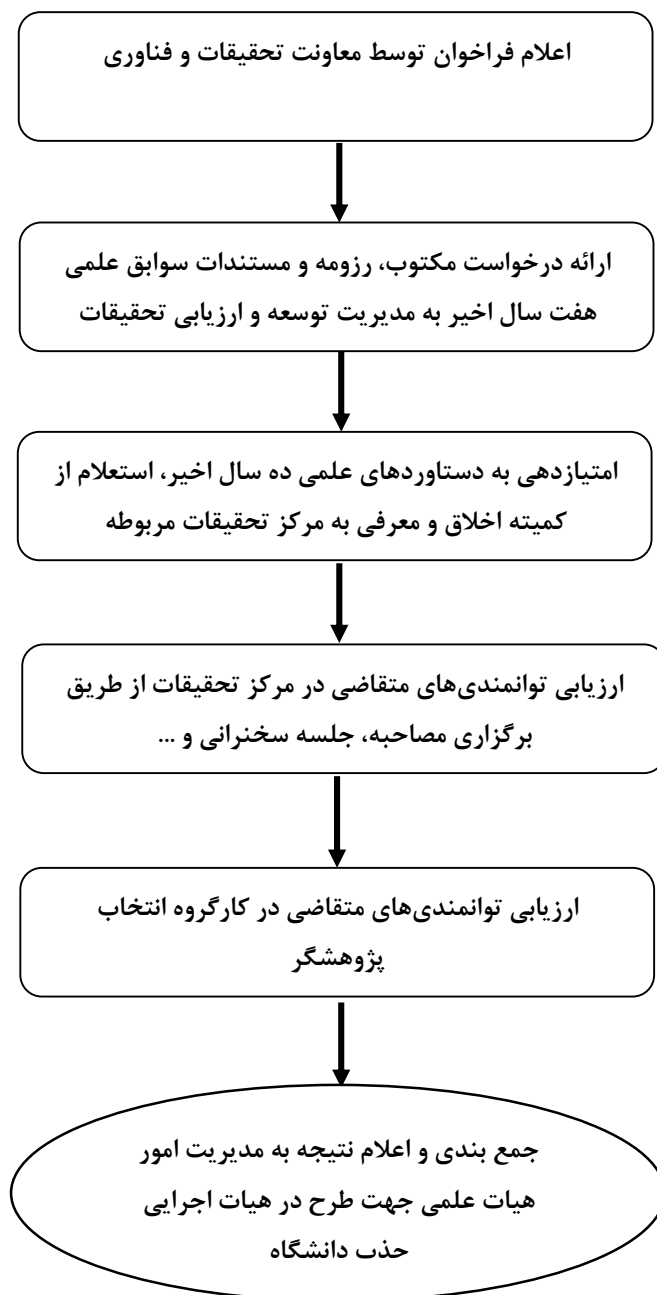 اعلام فراخوان توسط معاونت تحقیقات و فناوری
ارائه درخواست مکتوب، رزومه و مستندات سوابق علمی
هفت سال اخیر به مدیریت توسعه و ارزیابی تحقیقات
امتیازدهی به دستاوردهای علمی ده سال اخیر، استعلام از
کمیته اخلاق و معرفی به مرکز تحقیقات مربوطه
ارزیابی توانمندی‌های متقاضی در مرکز تحقیقات از طریق
برگزاری مصاحبه، جلسه سخنرانی و ...
ارزیابی توانمندی‌های متقاضی در کارگروه انتخاب
پژوهشگر
جمع بندی و اعلام نتیجه به مدیریت امور
هیات علمی جهت طرح در هیات اجرایی
حذب دانشگاه